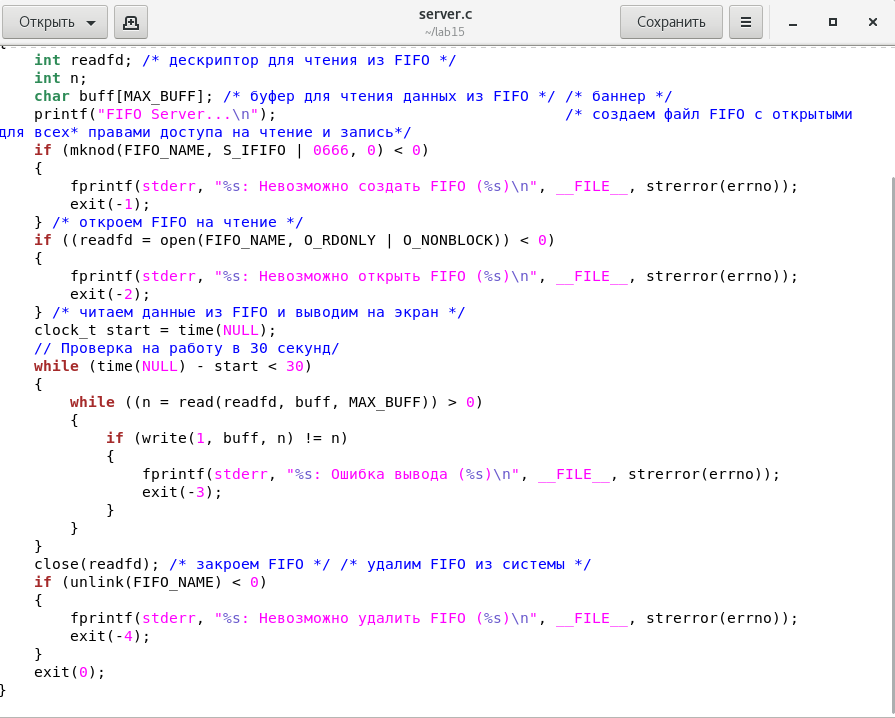 Открыть
server.c
~/lab15
Сохранить
{
    int readfd; /* дескриптор для чтения из FIFO */
    int n;
    char buff[MAX_BUFF]; /* буфер для чтения данных из FIFO */ /* баннер */
    printf("FIFO Server...\n");                                /* создаем файл FIFO с открытыми
для всех* правами доступа на чтение и запись*/
    if (mknod(FIFO_NAME, S_IFIFO | 0666, 0) < 0)
    {
        fprintf(stderr, "%s: Невозможно создать FIFO (%s)\n", __FILE__, strerror(errno));
        exit(-1);
    } /* откроем FIFO на чтение */
    if ((readfd = open(FIFO_NAME, O_RDONLY | O_NONBLOCK)) < 0)
    {
        fprintf(stderr, "%s: Невозможно открыть FIFO (%s)\n", __FILE__, strerror(errno));
        exit(-2);
    } /* читаем данные из FIFO и выводим на экран */
    clock_t start = time(NULL);
    // Проверка на работу в 30 секунд/
    while (time(NULL) - start < 30)
    {
        while ((n = read(readfd, buff, MAX_BUFF)) > 0)
        {
            if (write(1, buff, n) != n)
            {
                fprintf(stderr, "%s: Ошибка вывода (%s)\n", __FILE__, strerror(errno));
                exit(-3);
            }
        }
    }
    close(readfd); /* закроем FIFO */ /* удалим FIFO из системы */
    if (unlink(FIFO_NAME) < 0)
    {
        fprintf(stderr, "%s: Невозможно удалить FIFO (%s)\n", __FILE__, strerror(errno));
        exit(-4);
    }
    exit(0);
}